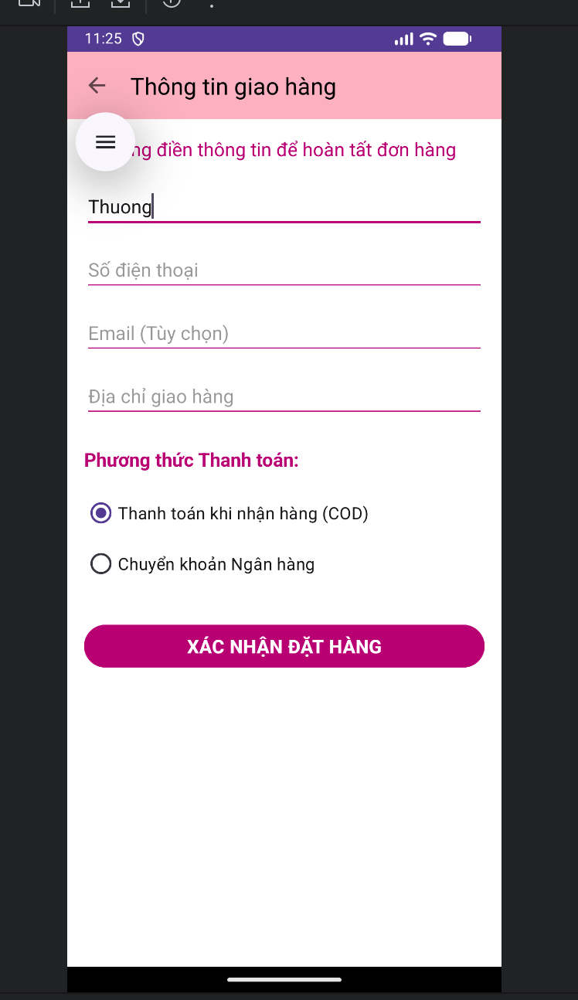 11:25
Thông tin giao hàng
điền thông tin để hoàn tất đơn hàng
Thuong
Số điện thoại
Email (Tùy chọn)
Địa chỉ giao hàng
Phương thức Thanh toán:
Thanh toán khi nhận hàng (COD)
Chuyển khoản Ngân hàng
XÁC NHẬN ĐẶT HÀNG